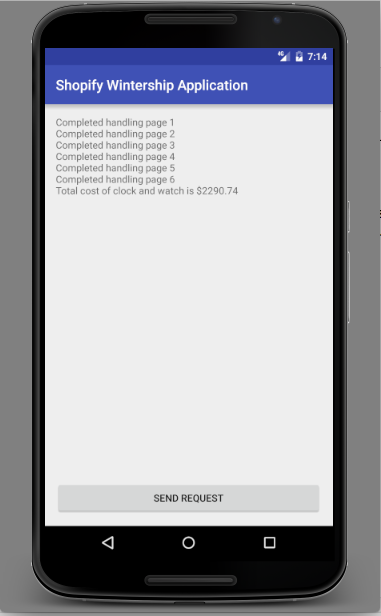 4G 7:14
Shopify Wintership Application
Completed handling page 1
Completed handling page 2
Completed handling page 3
Completed handling page 4
Completed handling page 5
Completed handling page 6
Total cost of clock and watch is $2290.74
SEND REQUEST